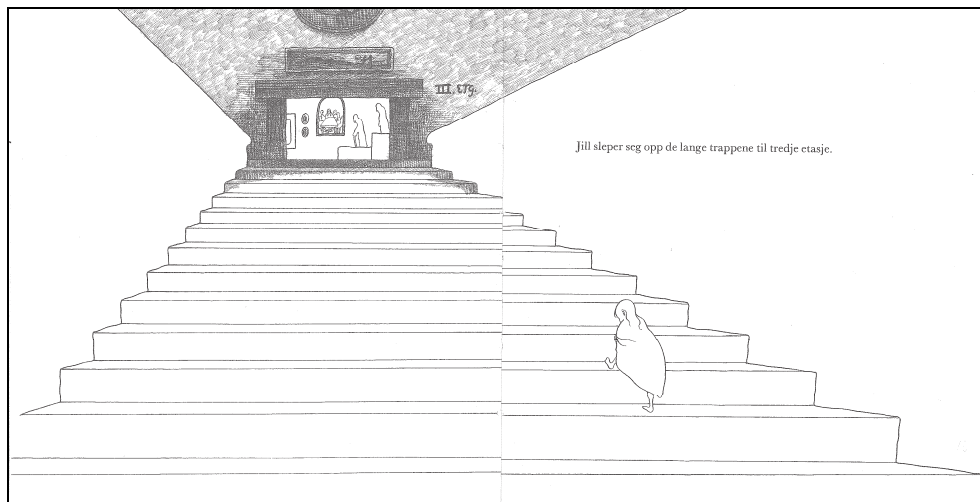 III. ETG.
Jill sleper seg opp de lange trappene til tredje etasje.